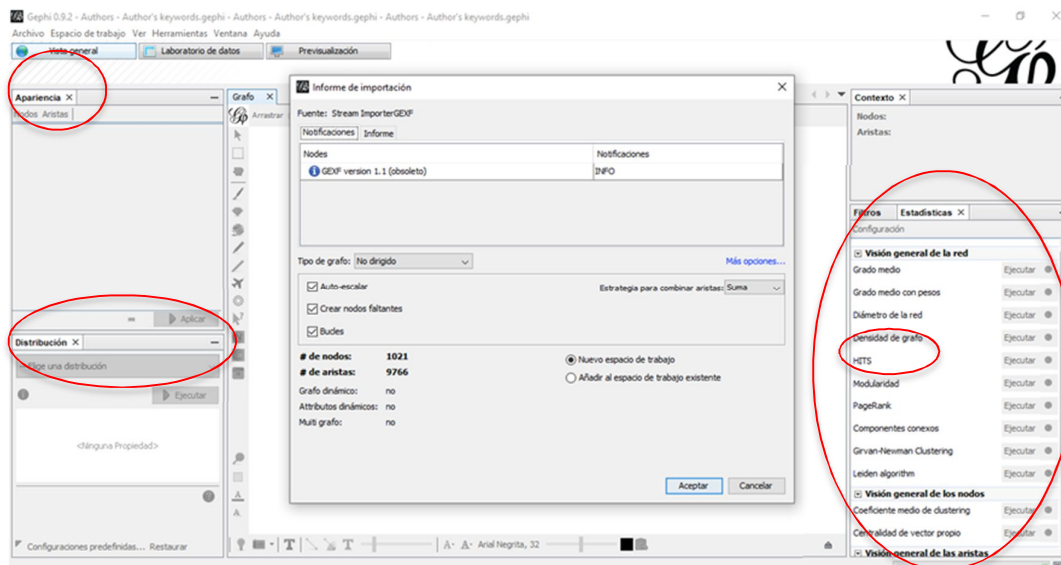 Gephi 0.9.2 - Authors - Author's keywords.gephi - Authors - Author's keywords.gephi - Authors - Author's keywords.gephi
Archivo Espacio de trabajo Ver Herramientas Ventana Ayuda
Vista general Laboratorio de datos Previsualización
Apariencia
Nodos Aristas
Aplicar
Distribución
Elige una distribución
Ejecutar
<Ninguna Propiedad>
Configuraciones predefinidas... Restaurar
Grafo
Arrastrar
Informe de importación
Fuente: Stream ImporterGEXF
Notificaciones Informe
Nodes Notificaciones
GEXF version 1.1 (obsoleto) INFO
Tipo de grafo: No dirigido Más opciones...
Auto-escalar Estrategia para combinar aristas: Suma
Crear nodos faltantes
Bucles
# de nodos: 1021 Nuevo espacio de trabajo
# de aristas: 9766 Añadir al espacio de trabajo existente
Grafo dinámico: no
Attributos dinámicos: no
Multi grafo: no
Aceptar Cancelar
T T A- A- Arial Negrita, 32
Contexto
Nodos:
Aristas:
Filtros Estadísticas
Configuración
Visión general de la red
Grado medio Ejecutar
Grado medio con pesos Ejecutar
Diámetro de la red Ejecutar
Densidad de grafo Ejecutar
HITS Ejecutar
Modularidad Ejecutar
PageRank Ejecutar
Componentes conexos Ejecutar
Girvan-Newman Clustering Ejecutar
Leiden algorithm Ejecutar
Visión general de los nodos
Coeficiente medio de clustering Ejecutar
Centralidad de vector propio Ejecutar
Visión general de las aristas